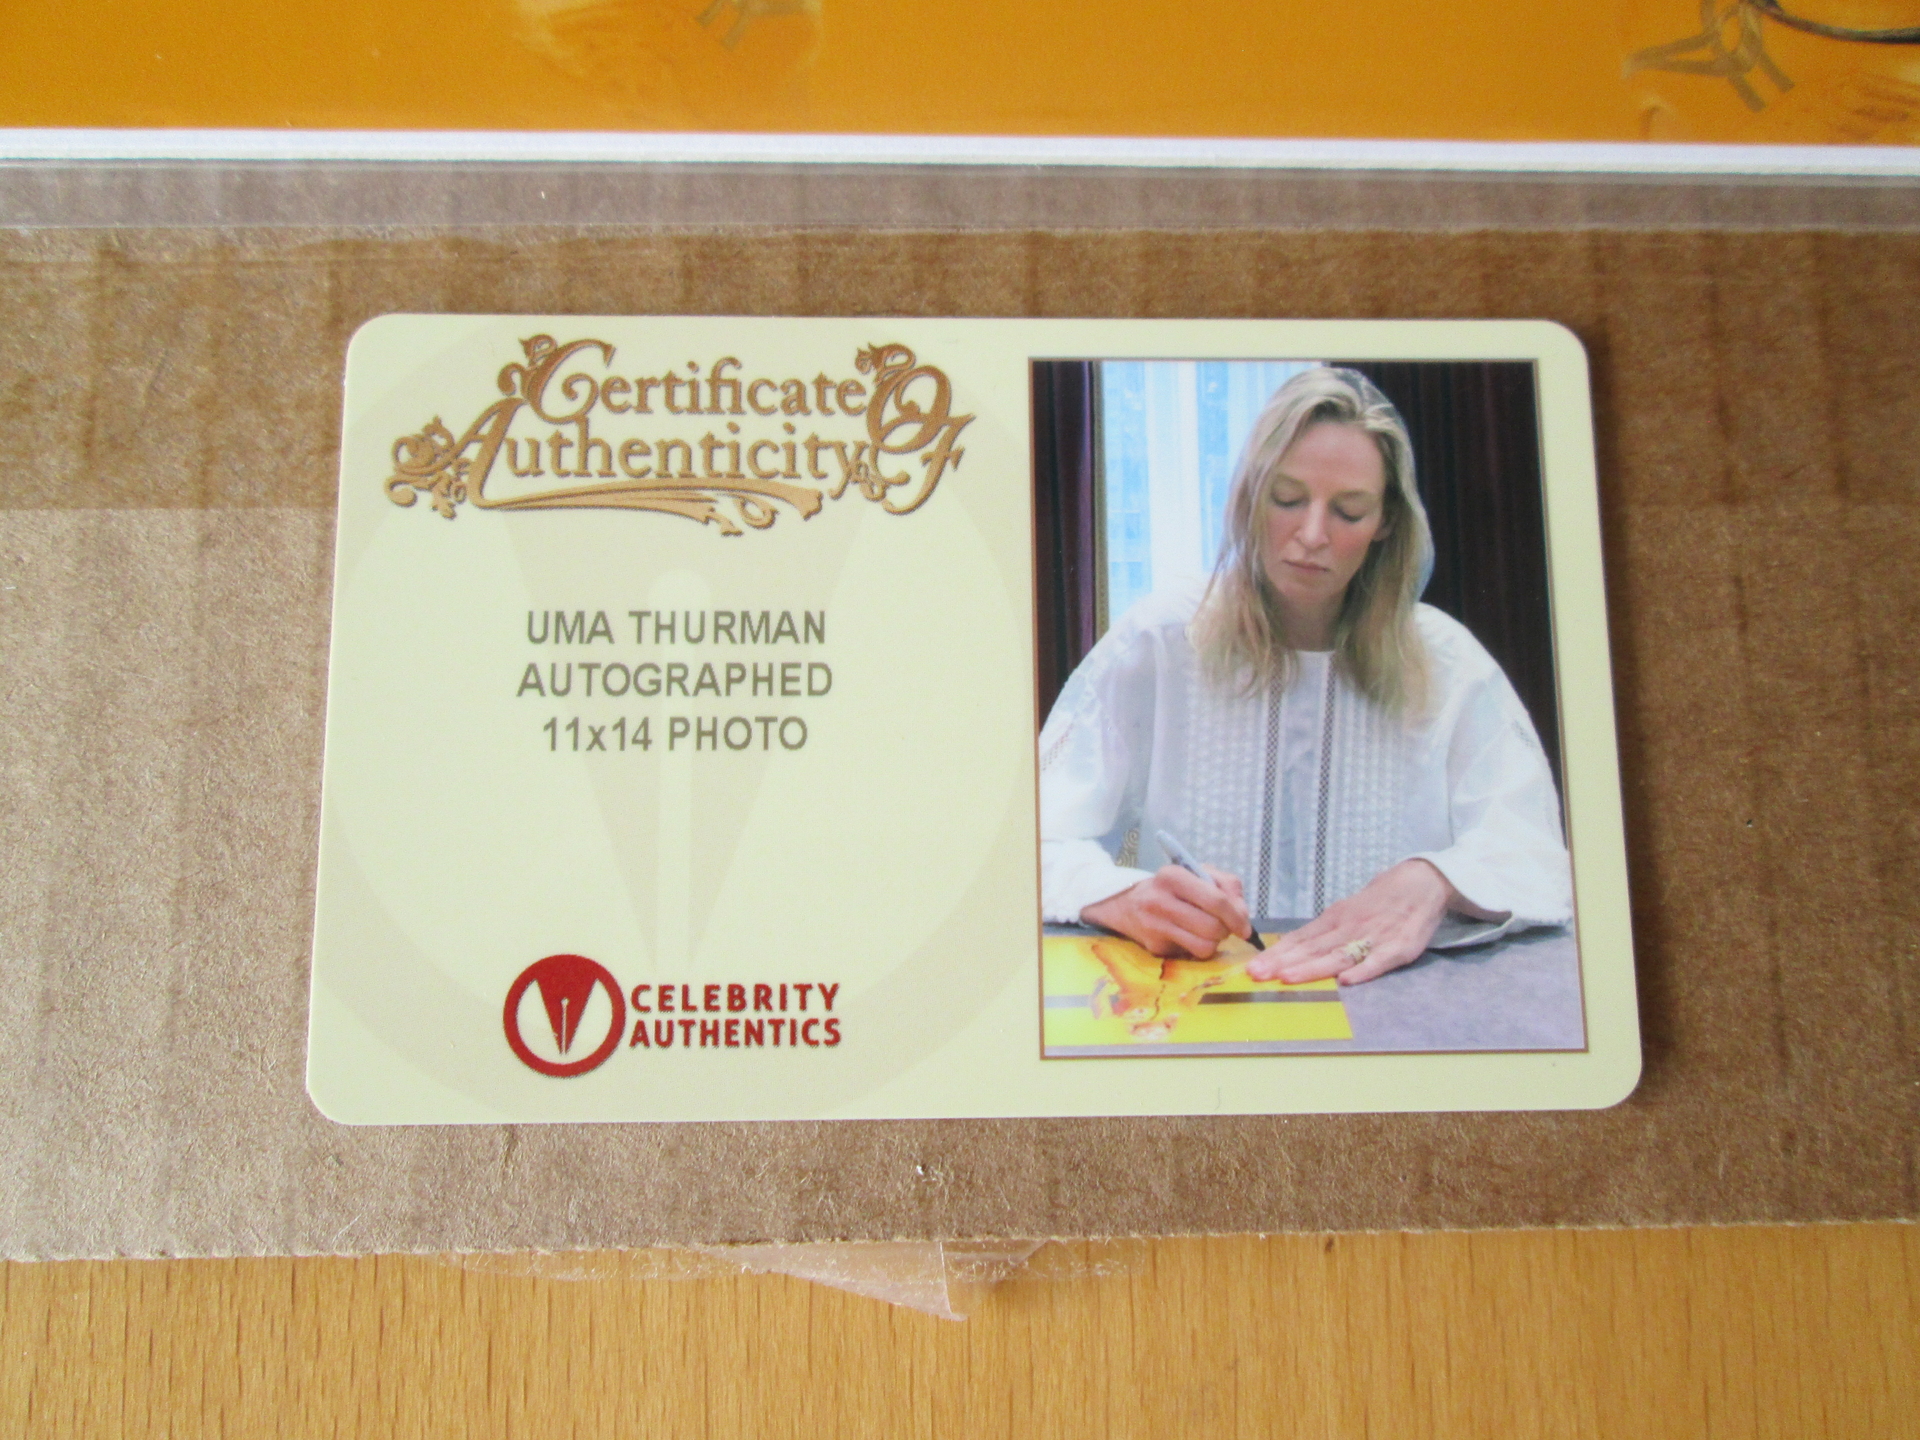 Certificate Of
Authenticity
UMA THURMAN
AUTOGRAPHED
11x14 PHOTO
CELEBRITY
AUTHENTICS